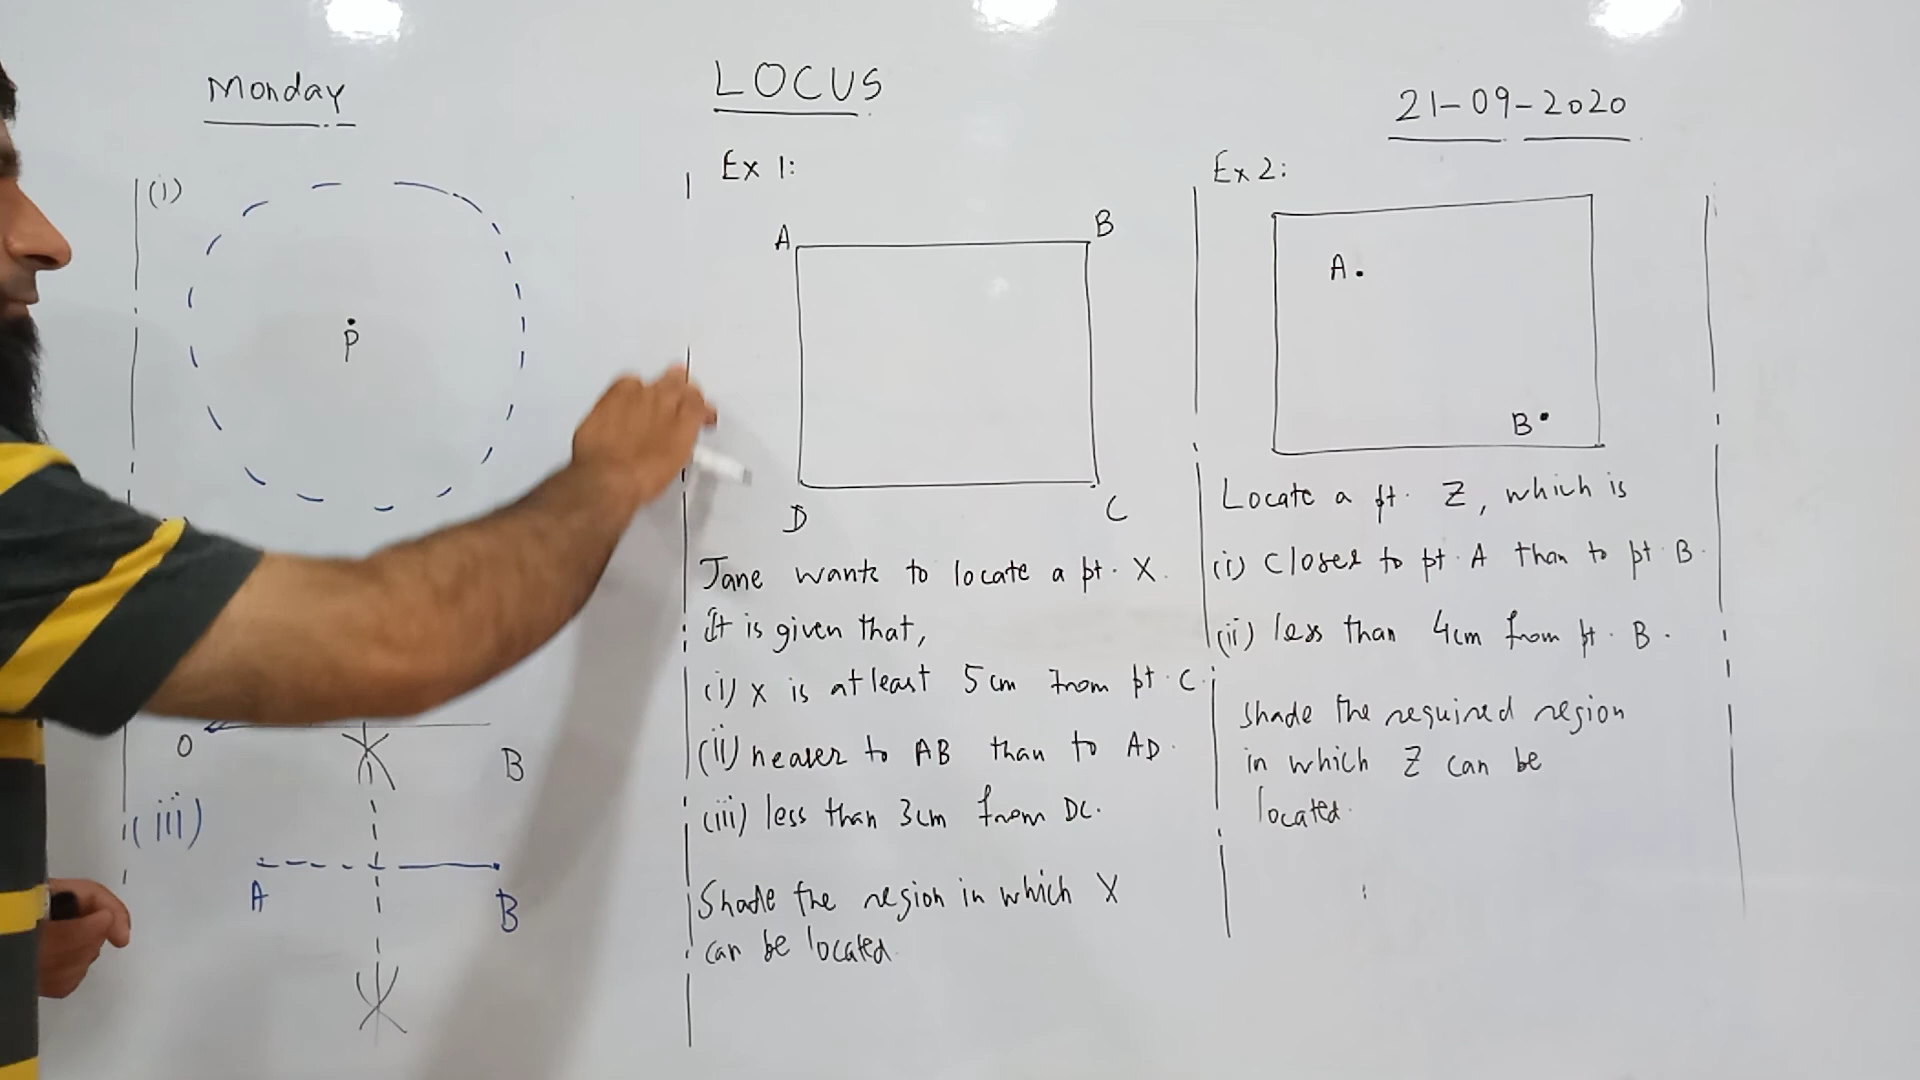 Monday
LOCUS
21-09-2020
(i)
P
O
B
(iii)
A
B
Ex 1:
A
B
D
C
Jane wants to locate a pt. X.
It is given that,
(i) X is at least 5cm from pt. C.
(ii) nearer to AB than to AD.
(iii) less than 3cm from DC.
Shade the region in which X
can be located.
Ex 2:
A
B
Locate a pt. Z, which is
(i) closer to pt. A than to pt. B.
(ii) less than 4cm from pt. B.
Shade the required region
in which Z can be
located.